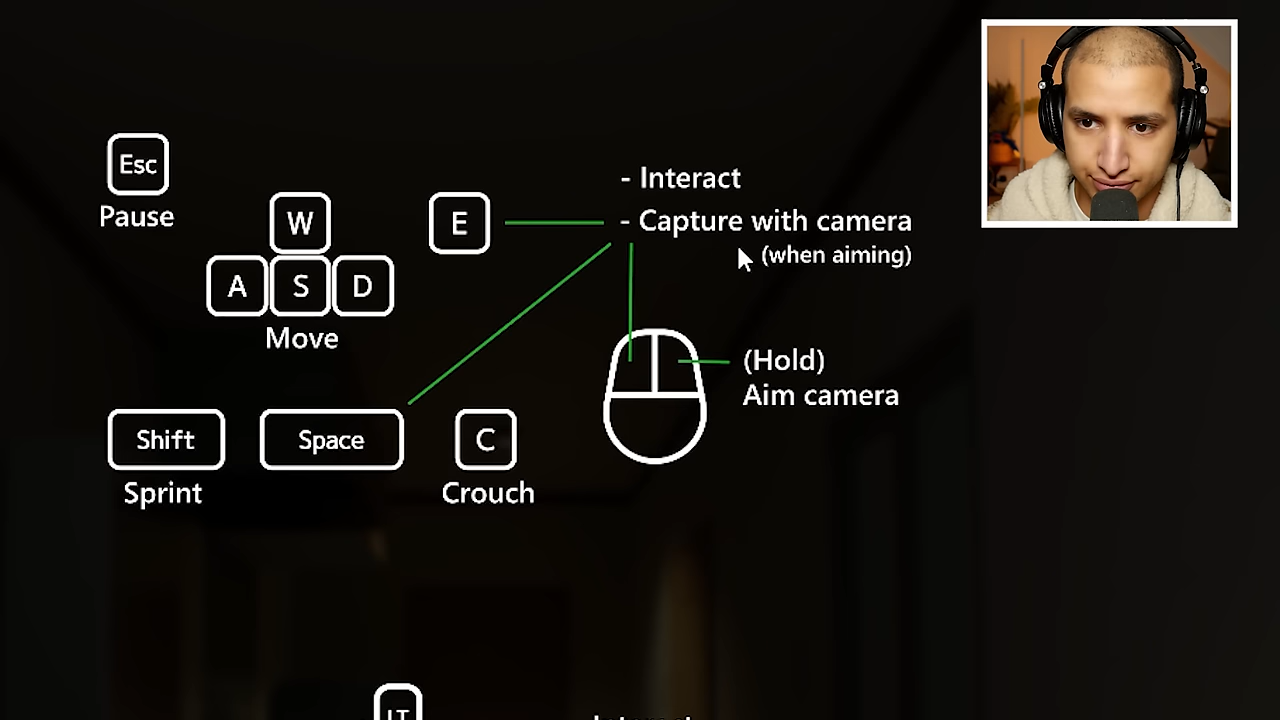 Esc
Pause
W
E
A S D
Move
- Interact
- Capture with camera
(when aiming)
(Hold)
Aim camera
Shift
Space
C
Sprint
Crouch